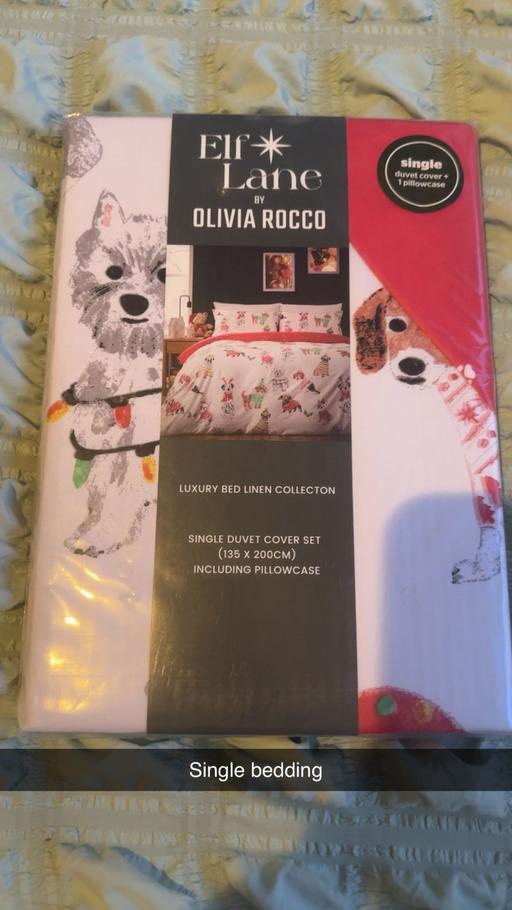 Elf Lane
BY
OLIVIA ROCCO
single
duvet cover +
1 pillowcase
LUXURY BED LINEN COLLECTON
SINGLE DUVET COVER SET
(135 X 200CM)
INCLUDING PILLOWCASE
Single bedding